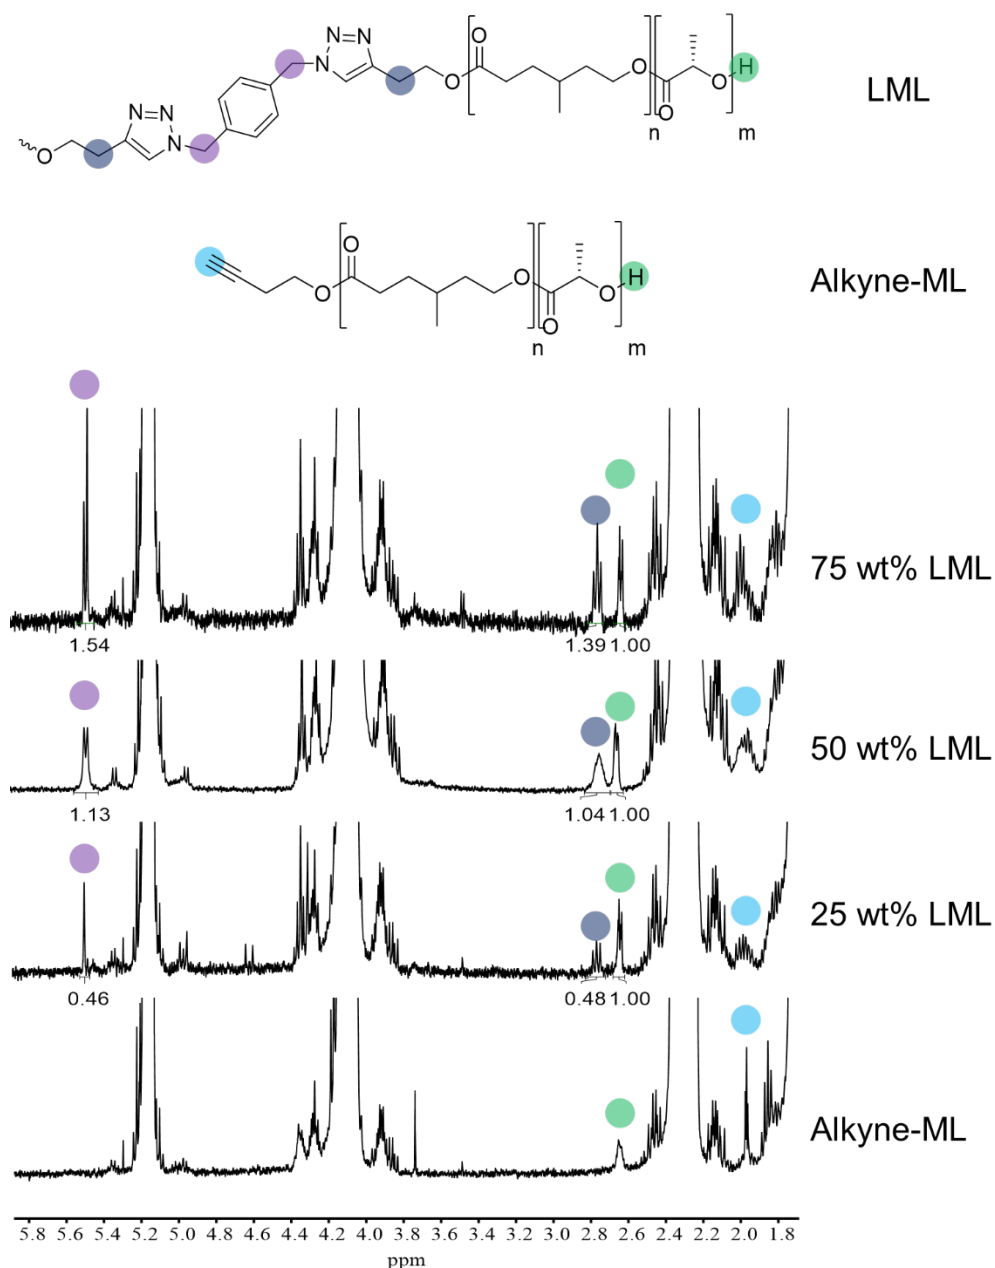 N=N
N
O
O
O
O
O
H
LML
N
N
N
O
n
m
O
O
O
O
O
H
Alkyne-ML
n
m
75 wt% LML
1.54
1.39 1.00
50 wt% LML
1.13
1.04 1.00
25 wt% LML
0.46
0.48 1.00
Alkyne-ML
5.8 5.6 5.4 5.2 5.0 4.8 4.6 4.4 4.2 4.0 3.8 3.6 3.4 3.2 3.0 2.8 2.6 2.4 2.2 2.0 1.8
ppm